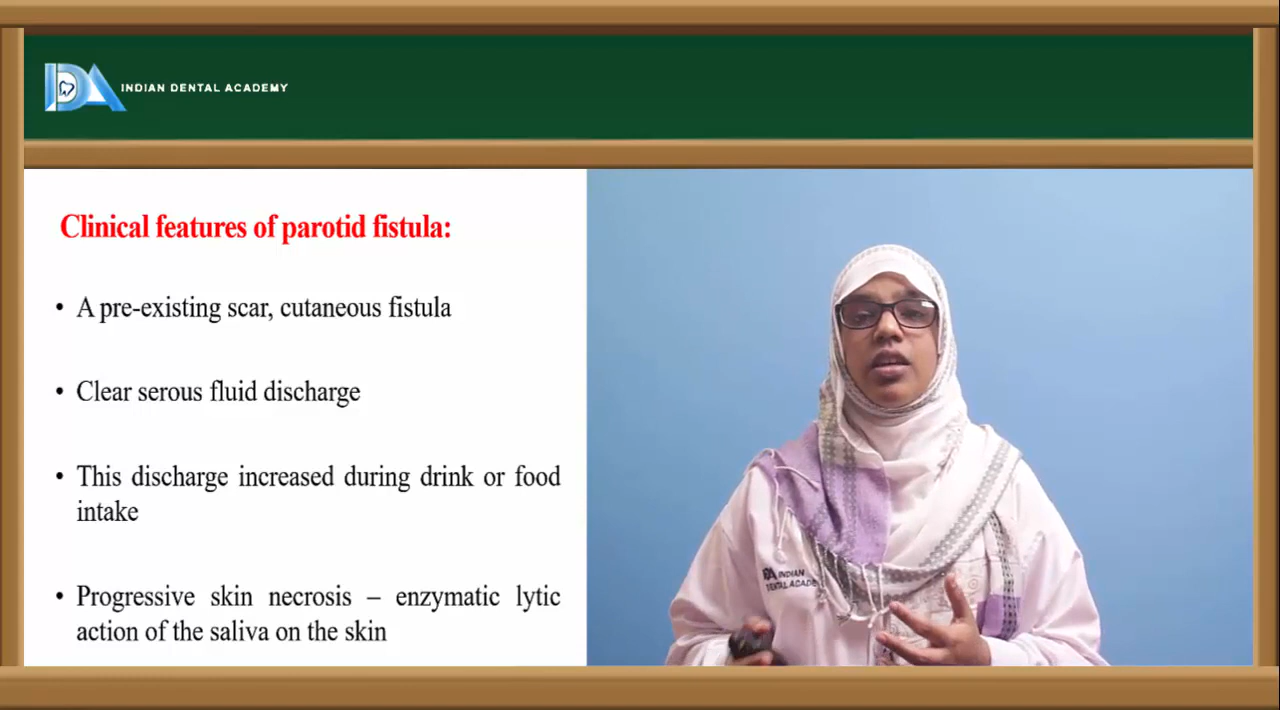 INDIAN DENTAL ACADEMY
Clinical features of parotid fistula:
• A pre-existing scar, cutaneous fistula
• Clear serous fluid discharge
• This discharge increased during drink or food
intake
• Progressive skin necrosis – enzymatic lytic
action of the saliva on the skin
INDIAN
DENTAL